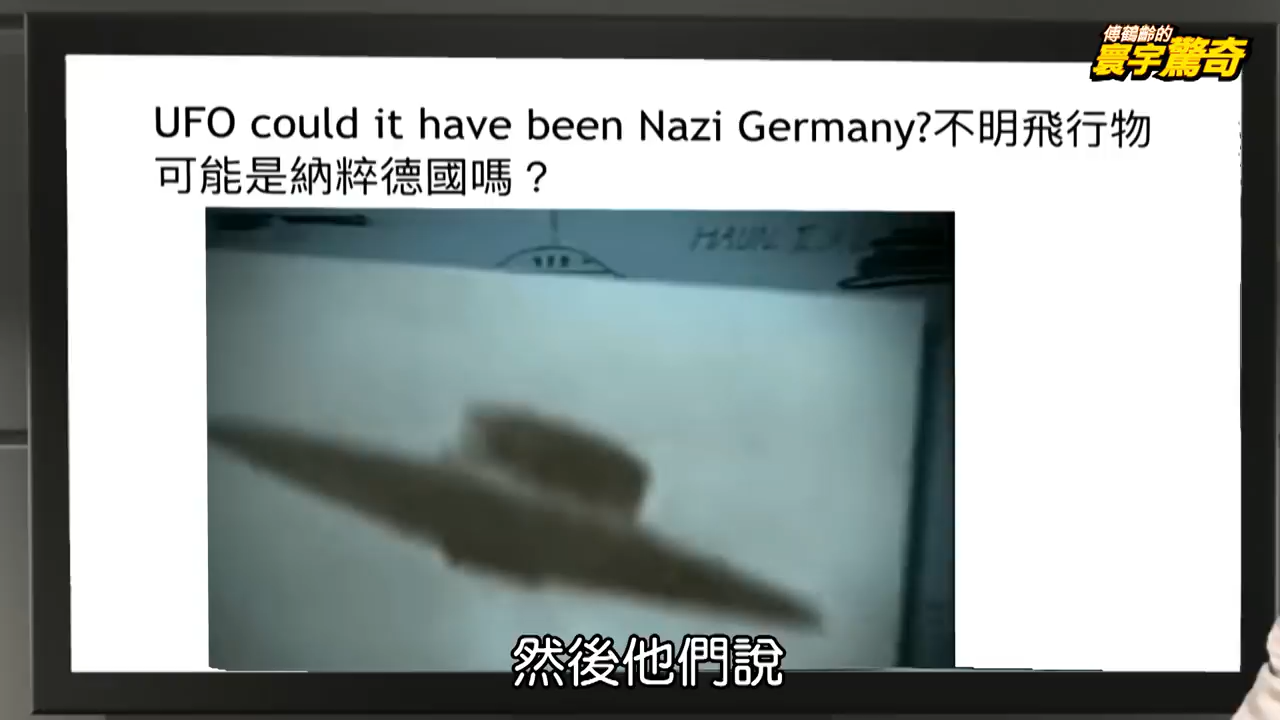 傅鶴齡的
寰宇驚奇
UFO could it have been Nazi Germany?不明飛行物
可能是納粹德國嗎？
然後他們說